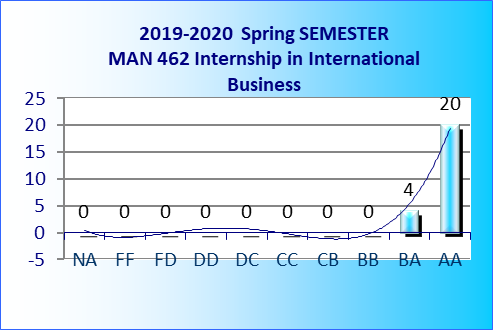 2019-2020 Spring SEMESTER
MAN 462 Internship in International
Business
25
20
15
10
5
0
-5
0 0 0 0 0 0 0 0 4 20
NA FF FD DD DC CC CB BB BA AA